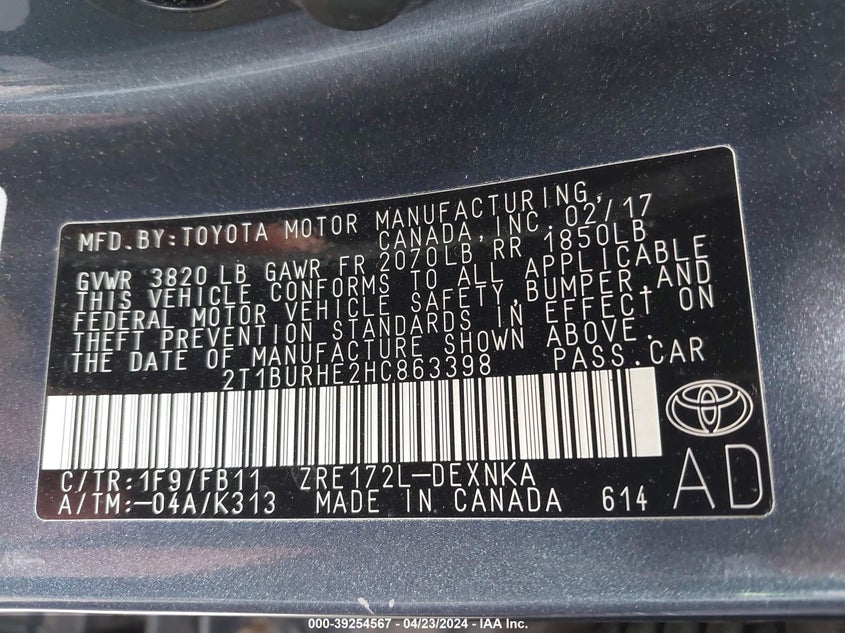 MFD.BY:TOYOTA MOTOR MANUFACTURING,
CANADA,INC. 02/17
GVWR 3820 LB GAWR FR 2070LB RR 1850LB
THIS VEHICLE CONFORMS TO ALL APPLICABLE
FEDERAL MOTOR VEHICLE SAFETY,BUMPER,AND
THEFT PREVENTION STANDARDS IN EFFECT ON
THE DATE OF MANUFACTURE SHOWN ABOVE.
2T1BURHE2HC863398 PASS.CAR
C/TR:1F9/FB11 ZRE172L-DEXNKA
A/TM:-04A/K313 MADE IN CANADA 614
AD
000-39254567 - 04/23/2024 - IAA Inc.